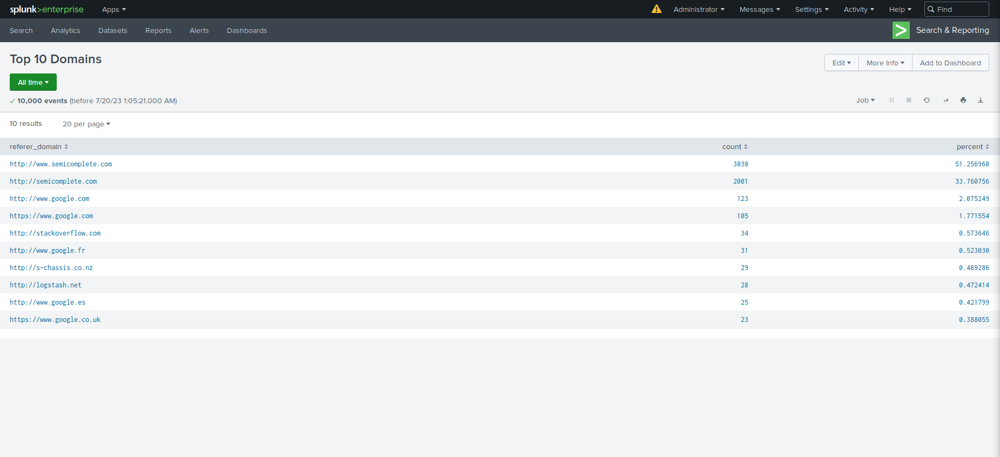 splunk>enterprise Apps Administrator Messages Settings Activity Help Find
Search Analytics Datasets Reports Alerts Dashboards Search & Reporting
Top 10 Domains
Edit More Info Add to Dashboard
All time
10,000 events (before 7/20/23 1:05:21.000 AM) Job
10 results 20 per page
referer_domain count percent
http://www.semicomplete.com 3038 51.256960
http://semicomplete.com 2001 33.760756
http://www.google.com 123 2.075249
https://www.google.com 105 1.771554
http://stackoverflow.com 34 0.573646
http://www.google.fr 31 0.523030
http://s-chassis.co.nz 29 0.489286
http://logstash.net 28 0.472414
http://www.google.es 25 0.421799
https://www.google.co.uk 23 0.388055